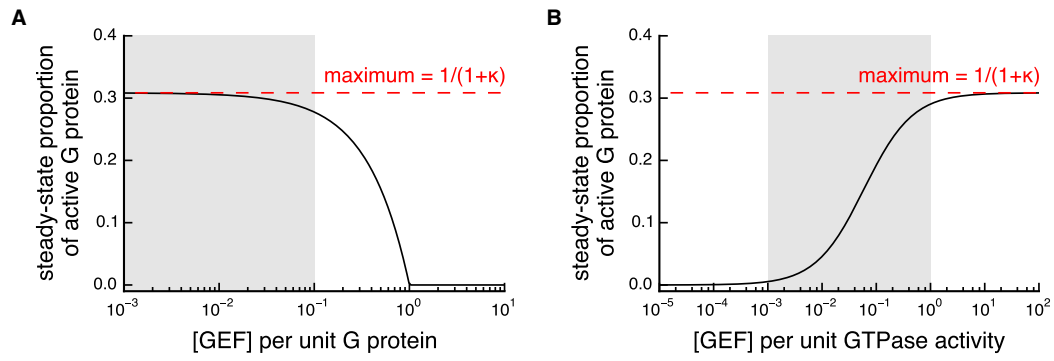 A
B
0.4
0.3
0.2
0.1
0.0
steady-state proportion
of active G protein
maximum = 1/(1+κ)
10⁻³
10⁻²
10⁻¹
10⁰
10¹
[GEF] per unit G protein
0.4
0.3
0.2
0.1
0.0
steady-state proportion
of active G protein
maximum = 1/(1+κ)
10⁻⁵
10⁻⁴
10⁻³
10⁻²
10⁻¹
10⁰
10¹
10²
[GEF] per unit GTPase activity